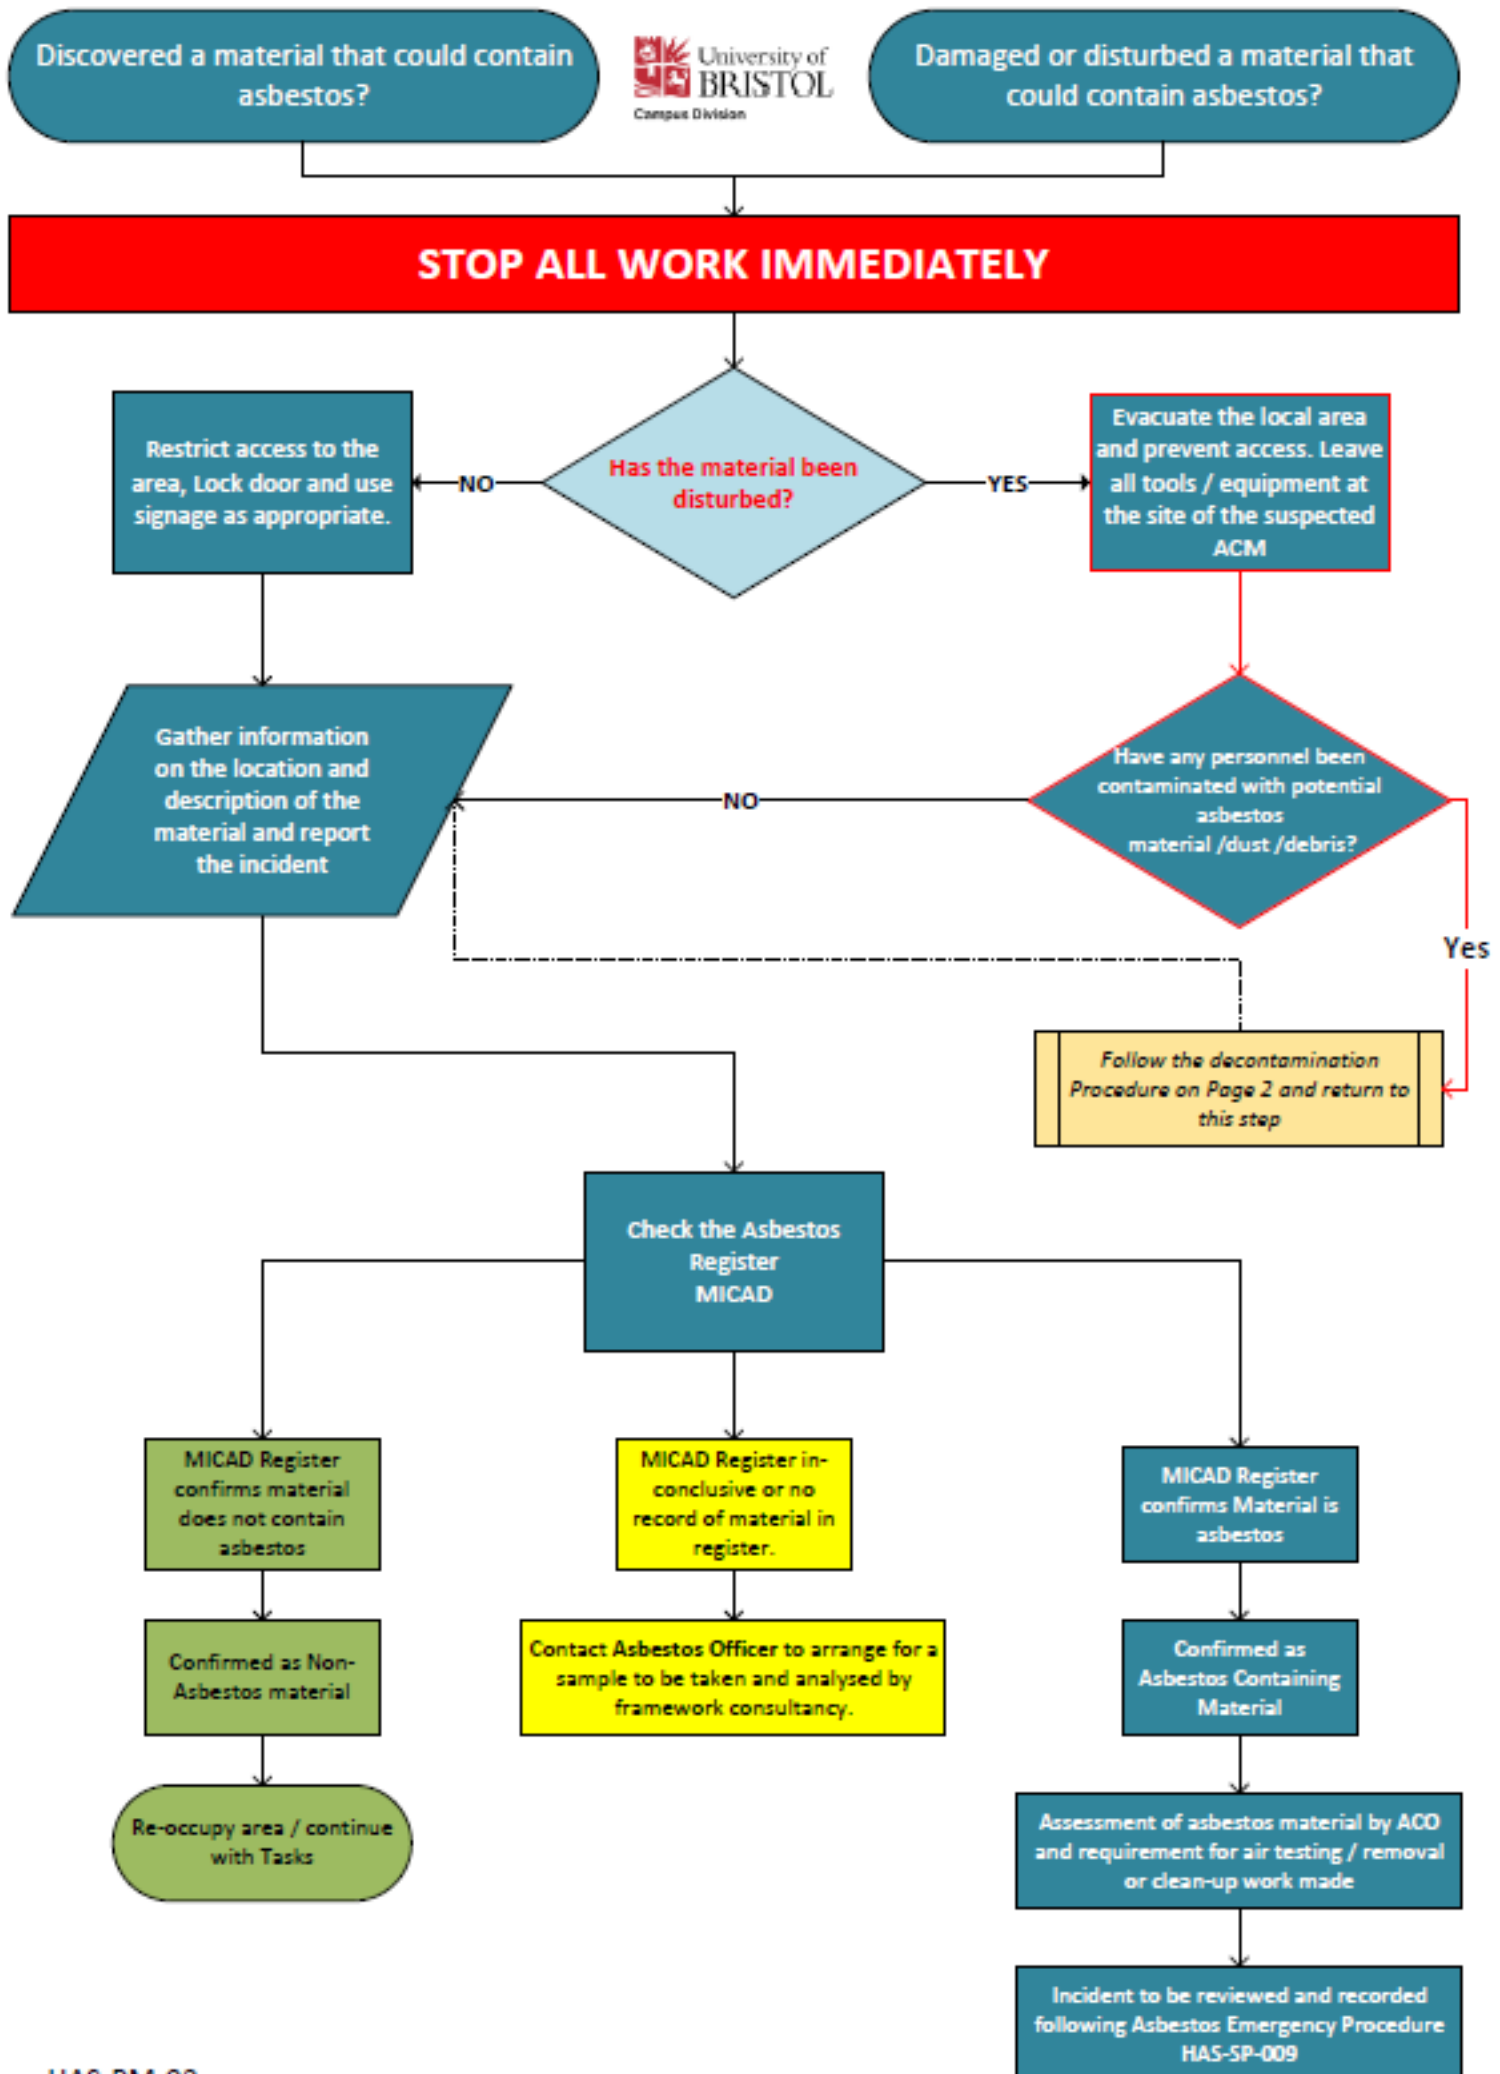 Discovered a material that could contain
asbestos?
University of
BRISTOL
Campus Division
Damaged or disturbed a material that
could contain asbestos?
STOP ALL WORK IMMEDIATELY
Restrict access to the
area, Lock door and use
signage as appropriate.
NO
Has the material been
disturbed?
YES
Evacuate the local area
and prevent access. Leave
all tools / equipment at
the site of the suspected
ACM
Gather information
on the location and
description of the
material and report
the incident
NO
Have any personnel been
contaminated with potential
asbestos
material /dust /debris?
Yes
Follow the decontamination
Procedure on Page 2 and return to
this step
Check the Asbestos
Register
MICAD
MICAD Register
confirms material
does not contain
asbestos
MICAD Register in-
conclusive or no
record of material in
register.
MICAD Register
confirms Material is
asbestos
Confirmed as Non-
Asbestos material
Contact Asbestos Officer to arrange for a
sample to be taken and analysed by
framework consultancy.
Confirmed as
Asbestos Containing
Material
Re-occupy area / continue
with Tasks
Assessment of asbestos material by ACO
and requirement for air testing / removal
or clean-up work made
Incident to be reviewed and recorded
following Asbestos Emergency Procedure
HAS-SP-009